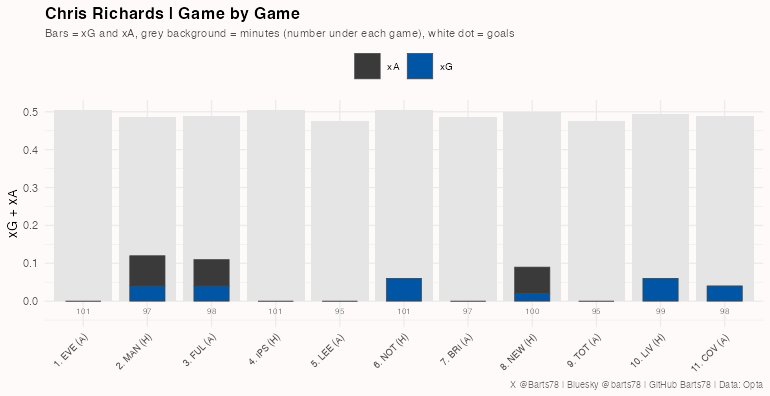 Chris Richards | Game by Game
Bars = xG and xA, grey background = minutes (number under each game), white dot = goals
xA xG
xG + xA
0.5
0.4
0.3
0.2
0.1
0.0
101 97 98 101 95 101 97 100 95 99 98
1. EVE (A) 2. MAN (H) 3. FUL (A) 4. IPS (H) 5. LEE (A) 6. NOT (H) 7. BRI (A) 8. NEW (H) 9. TOT (A) 10. LIV (H) 11. COV (A)
X @Barts78 | Bluesky @barts78 | GitHub Barts78 | Data: Opta